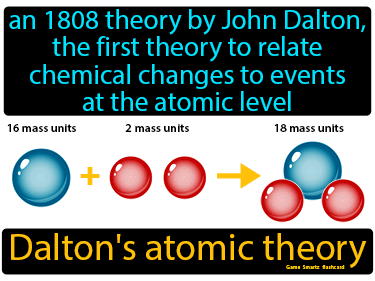 an 1808 theory by John Dalton,
the first theory to relate
chemical changes to events
at the atomic level
16 mass units 2 mass units 18 mass units
+
Dalton's atomic theory
Game Smartz flashcard